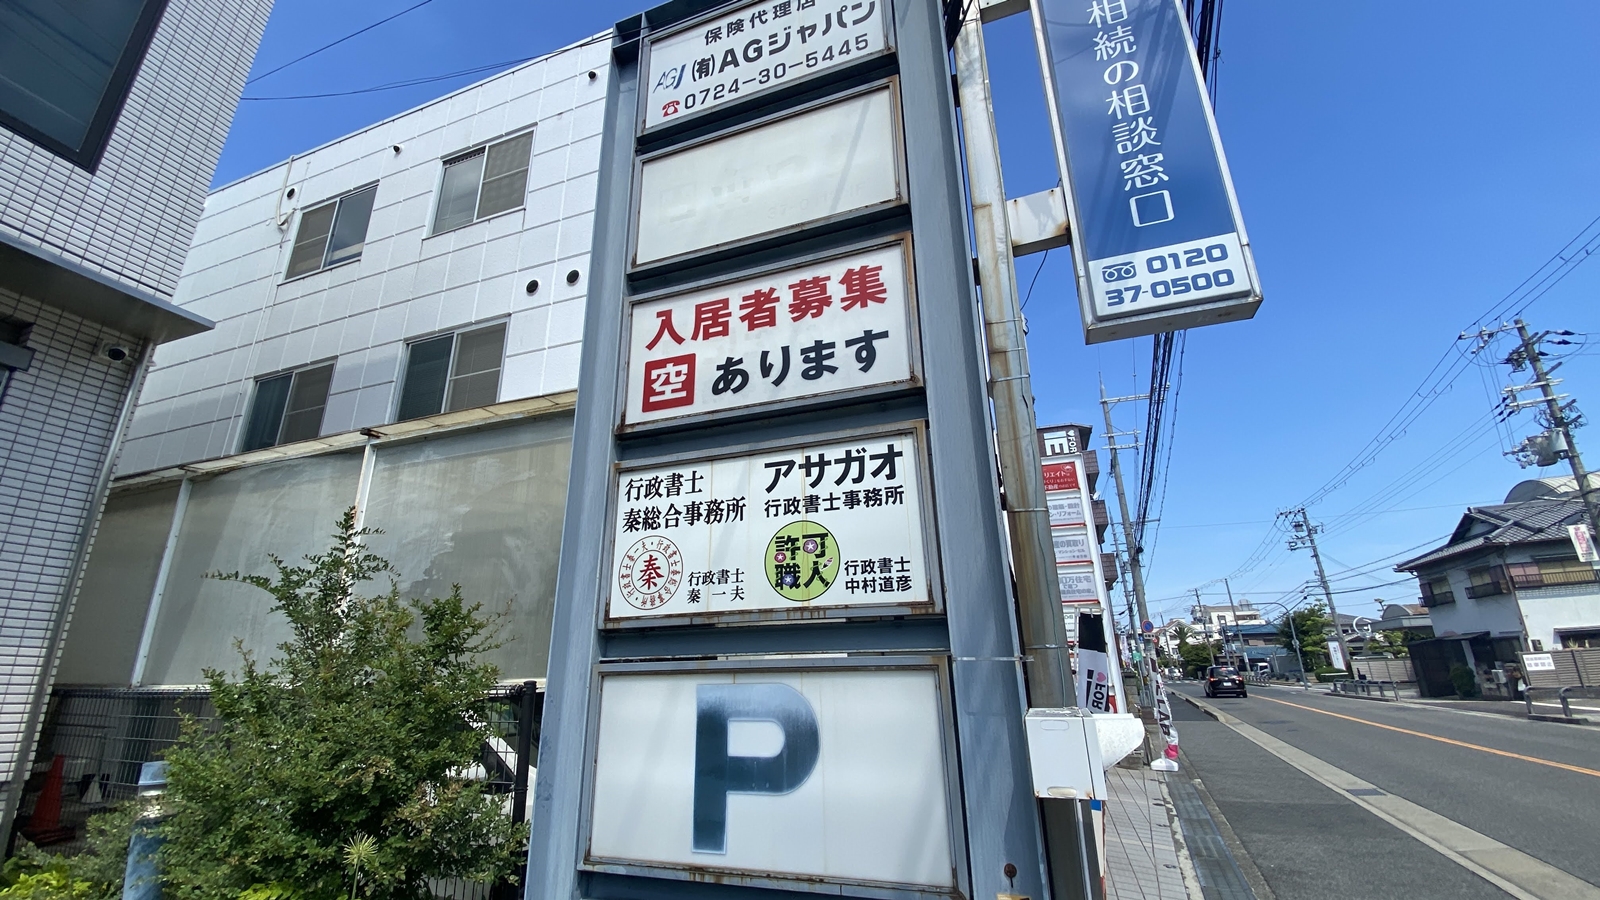 保険代理店
AGJ (有)AGジャパン
0724-30-5445
入居者募集
空 あります
行政書士
秦総合事務所
秦
行政書士
秦 一夫
アサガオ
行政書士事務所
許可
職人
行政書士
中村道彦
P
相続の相談窓口
0120
37-0500
FOR